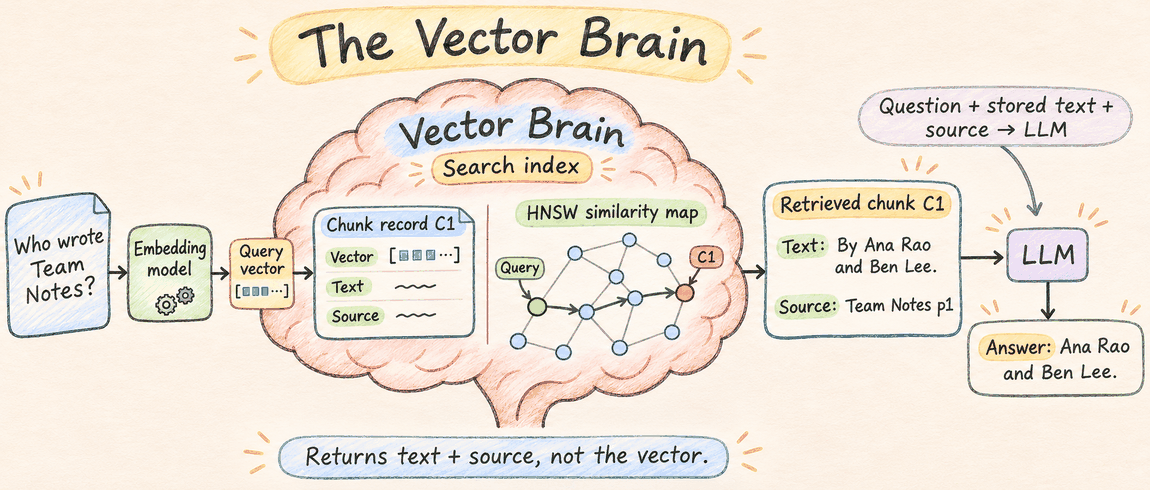 The Vector Brain
Vector Brain
Search index
Who wrote
Team
Notes?
Embedding
model
Query
vector
[...]
Chunk record C1
Vector [...]
Text
Source
HNSW similarity map
Query
C1
Retrieved chunk C1
Text: By Ana Rao
and Ben Lee.
Source: Team Notes p1
Question + stored text +
source → LLM
LLM
Answer: Ana Rao
and Ben Lee.
Returns text + source, not the vector.